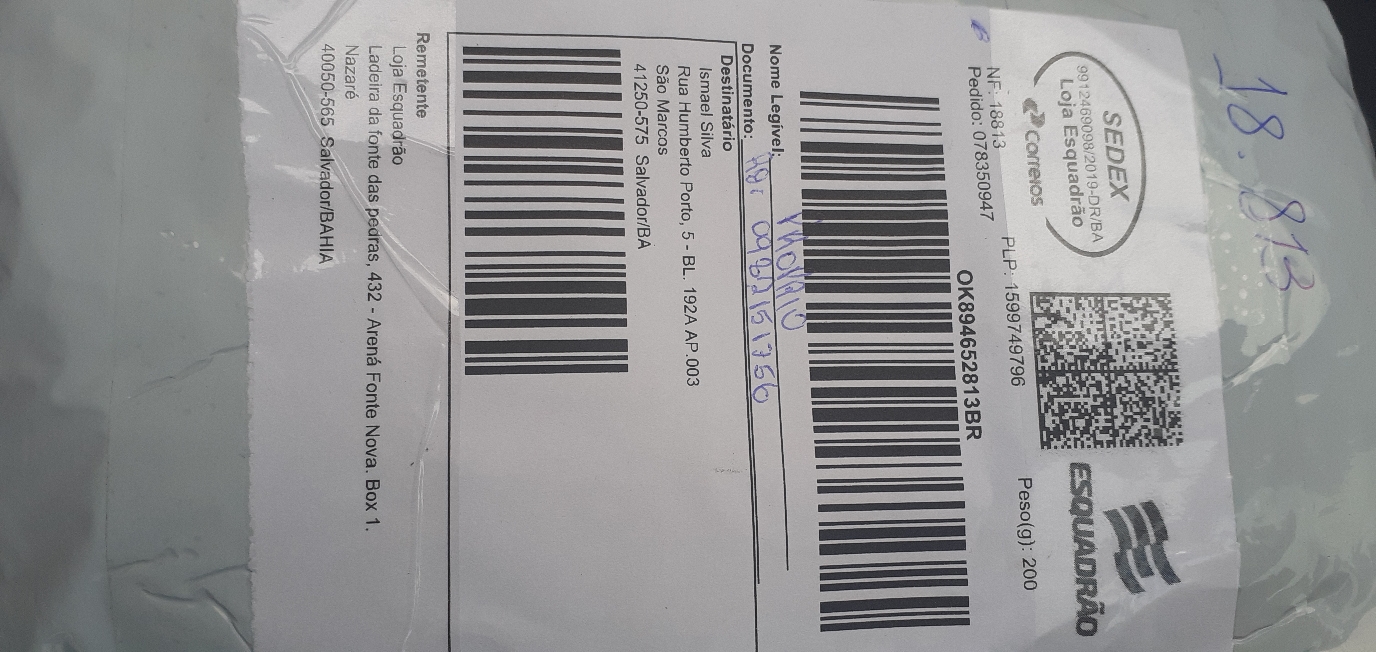 18.813
SEDEX
9912469098/2019-DR/BA
Loja Esquadrão
Correios
ESQUADRÃO
NF: 18813
PLP: 1599749796
Peso(g): 200
Pedido: 078350947
OK894652813BR
Nome Legível:
Documento:
Destinatário
Ismael Silva
Rua Humberto Porto, 5 - BL. 192A AP.003
São Marcos
41250-575 Salvador/BA
Remetente
Loja Esquadrão
Ladeira da fonte das pedras, 432 - Arená Fonte Nova. Box 1.
Nazaré
40050-565 Salvador/BAHIA